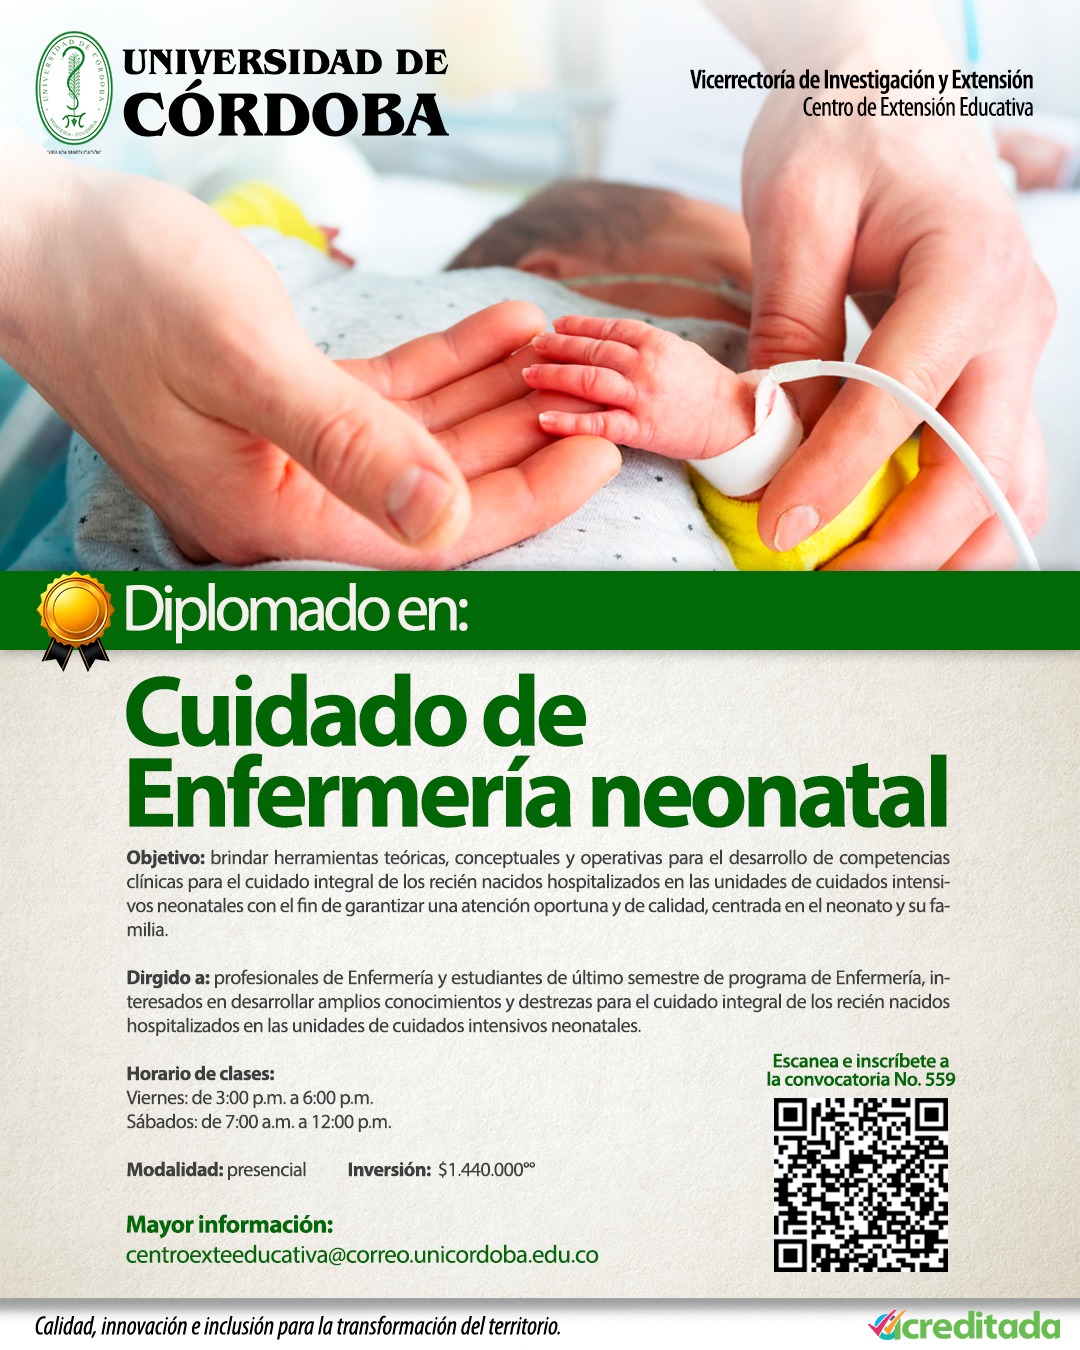 UNIVERSIDAD DE
CÓRDOBA
Vicerrectoría de Investigación y Extensión
Centro de Extensión Educativa
Diplomado en:
Cuidado de
Enfermería neonatal
Objetivo: brindar herramientas teóricas, conceptuales y operativas para el desarrollo de competencias
clínicas para el cuidado integral de los recién nacidos hospitalizados en las unidades de cuidados intensi-
vos neonatales con el fin de garantizar una atención oportuna y de calidad, centrada en el neonato y su fa-
milia.
Dirgido a: profesionales de Enfermería y estudiantes de último semestre de programa de Enfermería, in-
teresados en desarrollar amplios conocimientos y destrezas para el cuidado integral de los recién nacidos
hospitalizados en las unidades de cuidados intensivos neonatales.
Horario de clases:
Viernes: de 3:00 p.m. a 6:00 p.m.
Sábados: de 7:00 a.m. a 12:00 p.m.
Modalidad: presencial Inversión: $1.440.000°°
Escanea e inscríbete a
la convocatoria No. 559
Mayor información:
centroexteeducativa@correo.unicordoba.edu.co
Calidad, innovación e inclusión para la transformación del territorio.
acreditada